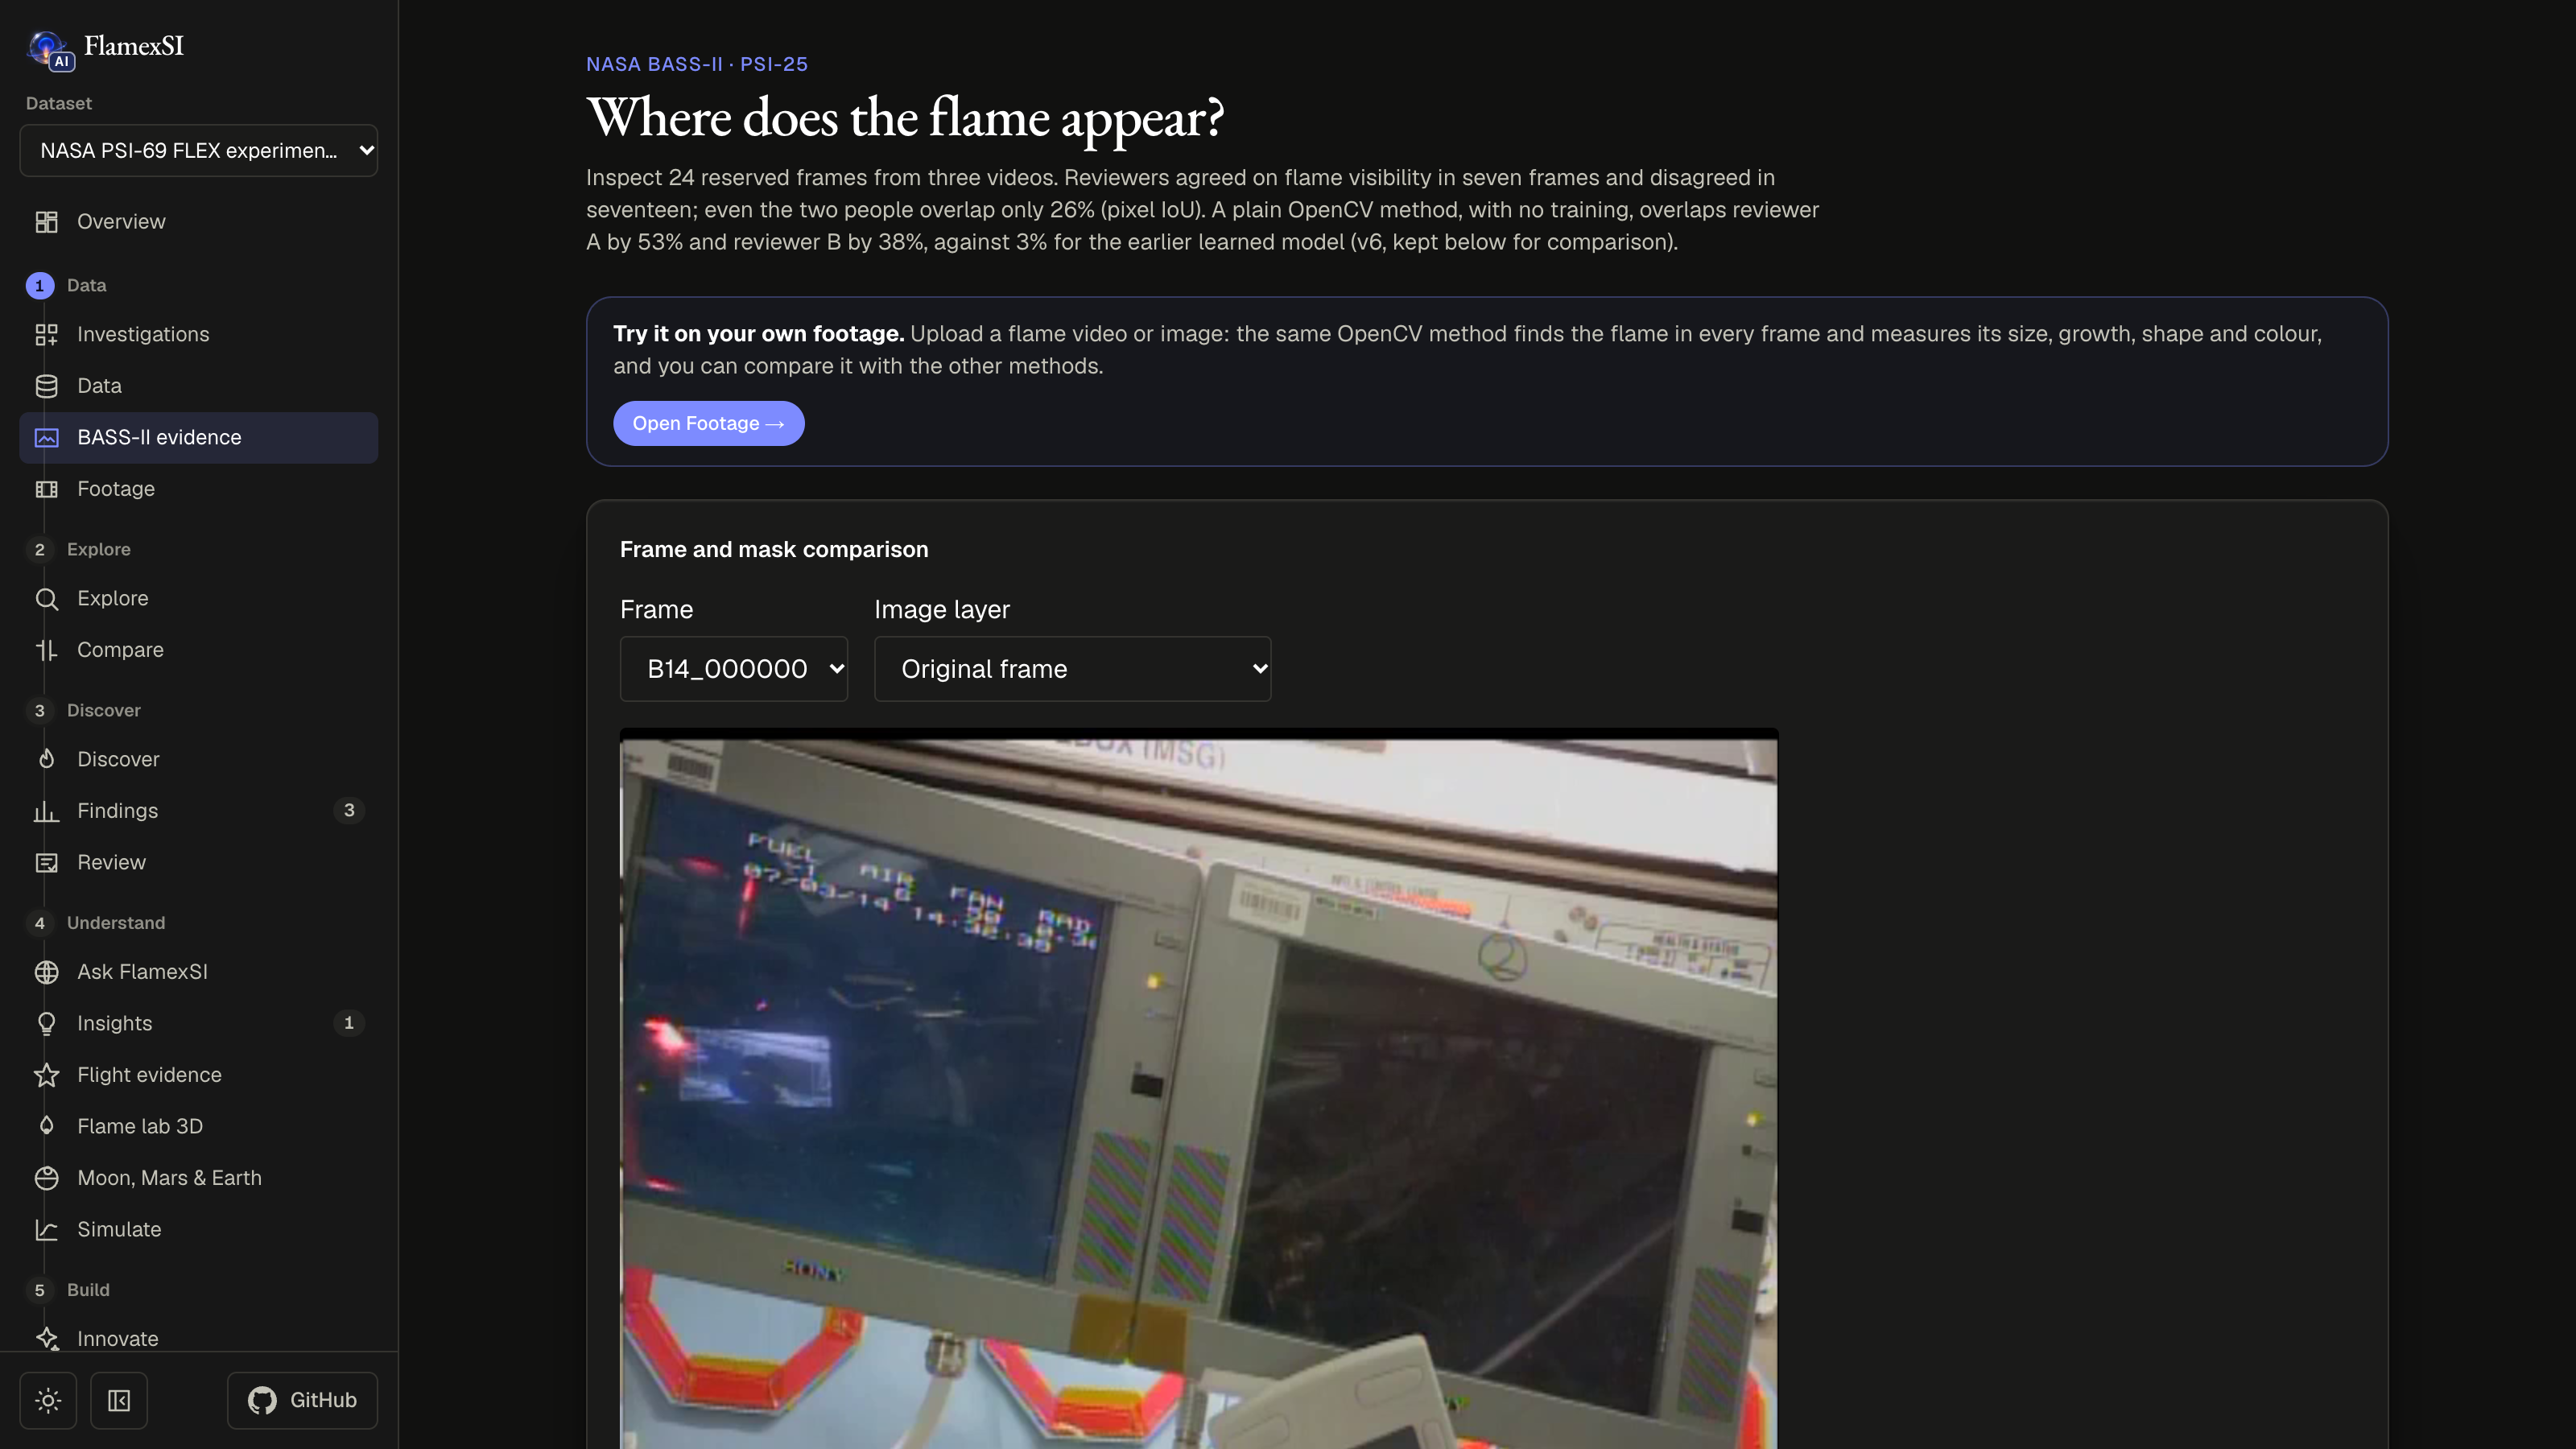 FlamexSI
AI
Dataset
NASA PSI-69 FLEX experimen...
Overview
1 Data
Investigations
Data
BASS-II evidence
Footage
2 Explore
Explore
Compare
3 Discover
Discover
Findings 3
Review
4 Understand
Ask FlamexSI
Insights 1
Flight evidence
Flame lab 3D
Moon, Mars & Earth
Simulate
5 Build
Innovate
GitHub
NASA BASS-II · PSI-25
Where does the flame appear?
Inspect 24 reserved frames from three videos. Reviewers agreed on flame visibility in seven frames and disagreed in
seventeen; even the two people overlap only 26% (pixel IoU). A plain OpenCV method, with no training, overlaps reviewer
A by 53% and reviewer B by 38%, against 3% for the earlier learned model (v6, kept below for comparison).
Try it on your own footage. Upload a flame video or image: the same OpenCV method finds the flame in every frame and measures its size, growth, shape and colour,
and you can compare it with the other methods.
Open Footage →
Frame and mask comparison
Frame
Image layer
B14_000000
Original frame
(MSG)
FUEL AIR FAN RAD
2
SONY